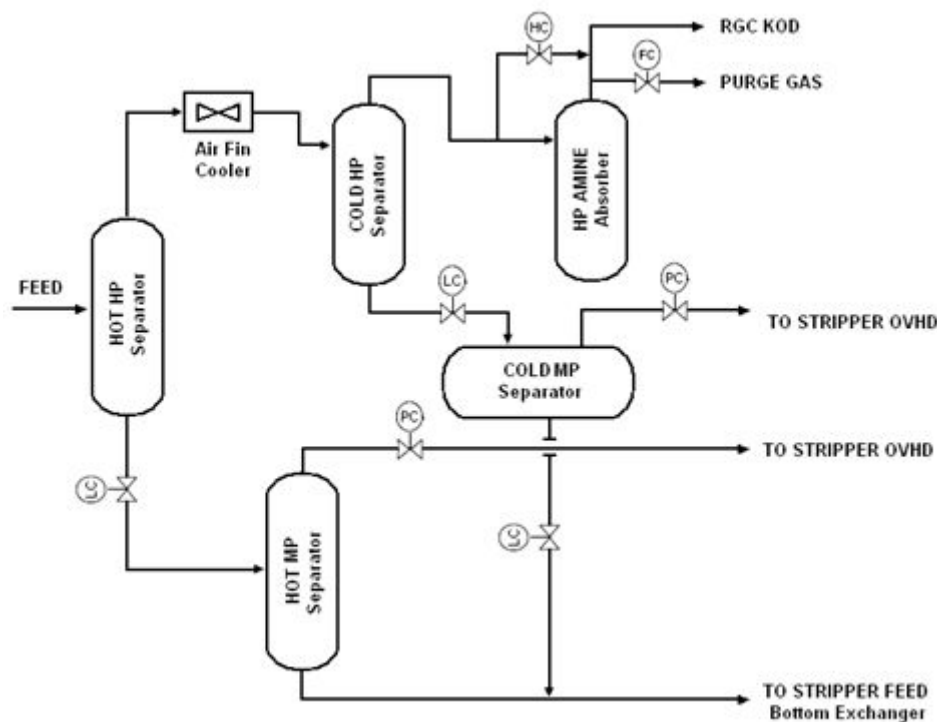 HC
RGC KOD
FC
PURGE GAS
Air Fin
Cooler
COLD HP
Separator
HP AMINE
Absorber
FEED
HOT HP
Separator
LC
PC
TO STRIPPER OVHD
COLD MP
Separator
PC
TO STRIPPER OVHD
LC
HOT MP
Separator
LC
TO STRIPPER FEED
Bottom Exchanger